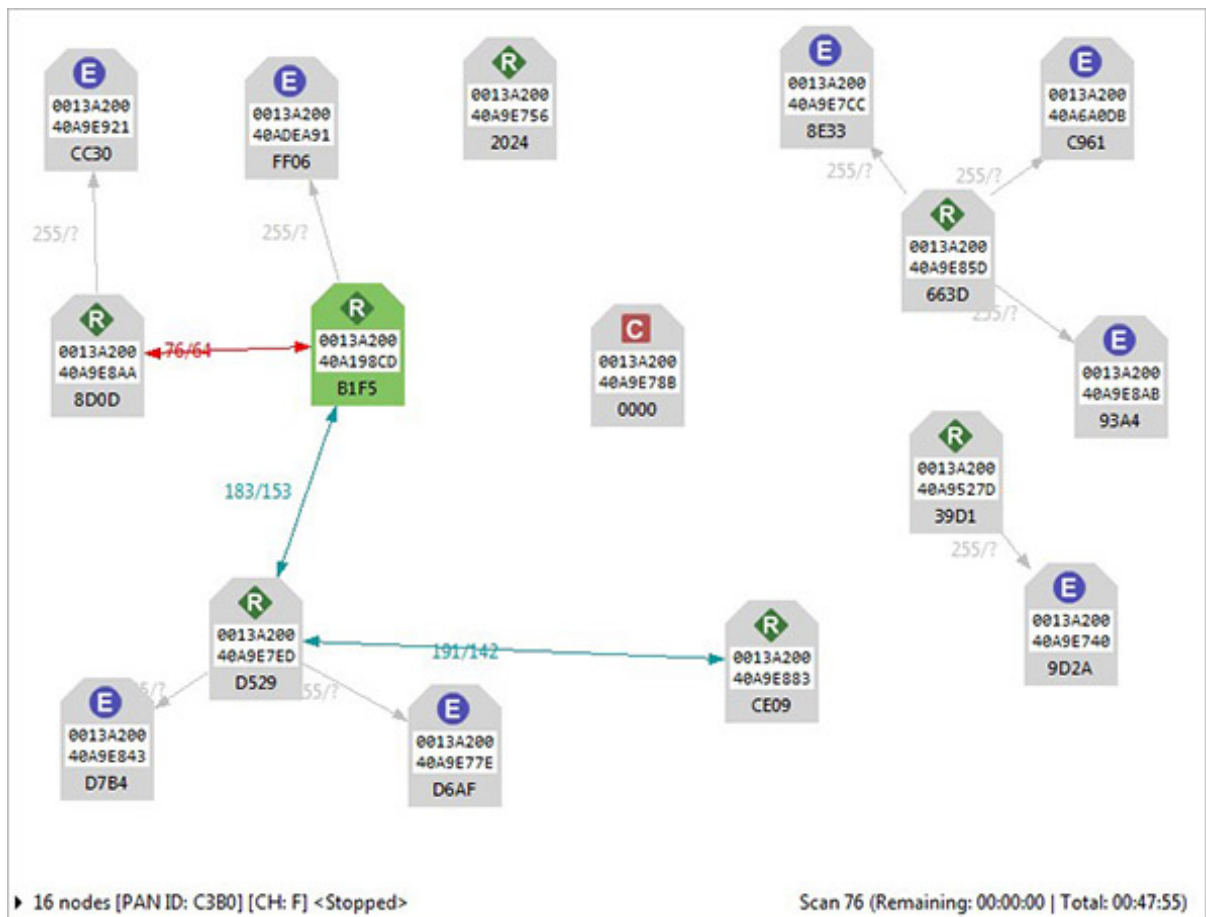 E
0013A200
40A9E921
CC30
E
0013A200
40ADEA91
FF06
R
0013A200
40A9E756
2024
E
0013A200
40A9E7CC
8E33
E
0013A200
40A6A0DB
C961
255/?
255/?
255/?
255/?
R
0013A200
40A9E85D
663D
255/?
R
0013A200
40A9E8AA
8D0D
76/64
R
0013A200
40A198CD
B1F5
C
0013A200
40A9E78B
0000
E
0013A200
40A9E8AB
93A4
R
0013A200
40A9527D
39D1
255/?
183/153
E
0013A200
40A9E740
9D2A
R
0013A200
40A9E7ED
D529
191/142
R
0013A200
40A9E883
CE09
E
0013A200
40A9E843
D7B4
E
0013A200
40A9E77E
D6AF
16 nodes [PAN ID: C3B0] [CH: F] <Stopped>
Scan 76 (Remaining: 00:00:00 | Total: 00:47:55)